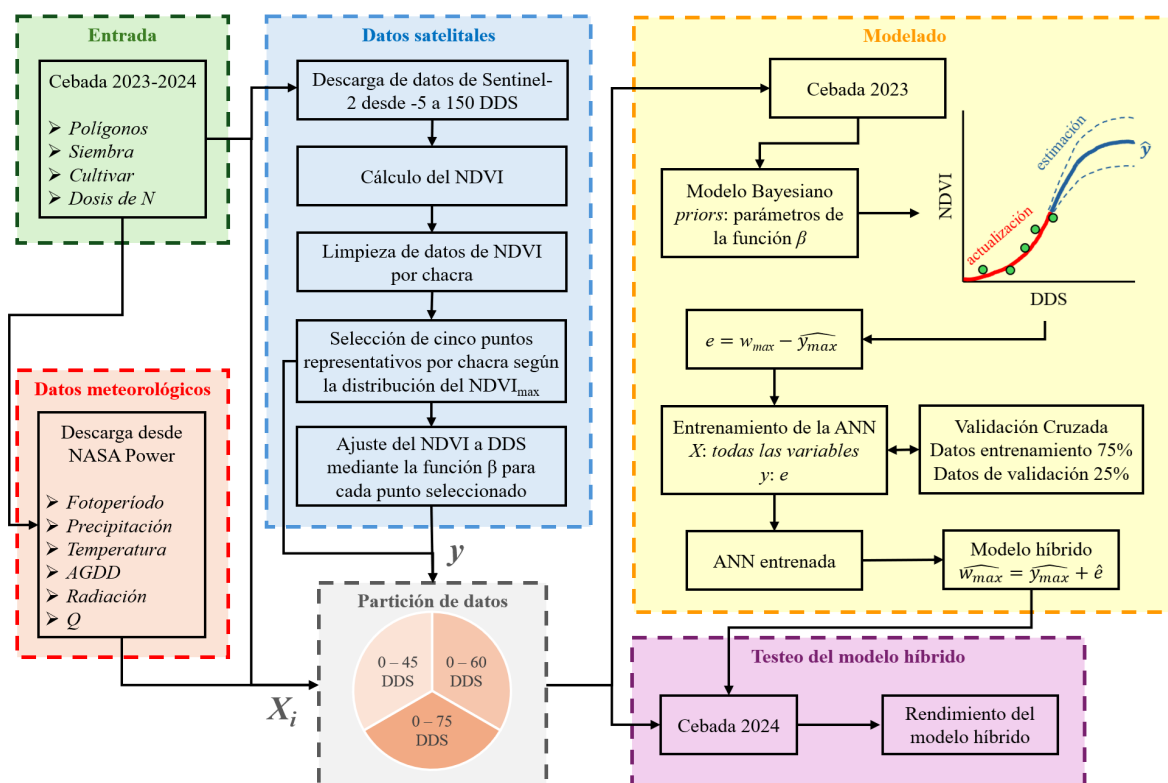 Entrada
Cebada 2023-2024
➢ Polígonos
➢ Siembra
➢ Cultivar
➢ Dosis de N
Datos meteorológicos
Descarga desde
NASA Power
➢ Fotoperíodo
➢ Precipitación
➢ Temperatura
➢ AGDD
➢ Radiación
➢ Q
Datos satelitales
Descarga de datos de Sentinel-
2 desde -5 a 150 DDS
Cálculo del NDVI
Limpieza de datos de NDVI
por chacra
Selección de cinco puntos
representativos por chacra según
la distribución del NDVImax
Ajuste del NDVI a DDS
mediante la función β para
cada punto seleccionado
y
Xi
Partición de datos
0 – 45
DDS
0 – 60
DDS
0 – 75
DDS
Modelado
Cebada 2023
Modelo Bayesiano
priors: parámetros de
la función β
NDVI
actualización
estimación
ŷ
DDS
e = wmax − ŷmax
Entrenamiento de la ANN
X: todas las variables
y: e
Validación Cruzada
Datos entrenamiento 75%
Datos de validación 25%
ANN entrenada
Modelo híbrido
ŵmax = ŷmax + ê
Testeo del modelo híbrido
Cebada 2024
Rendimiento del
modelo híbrido